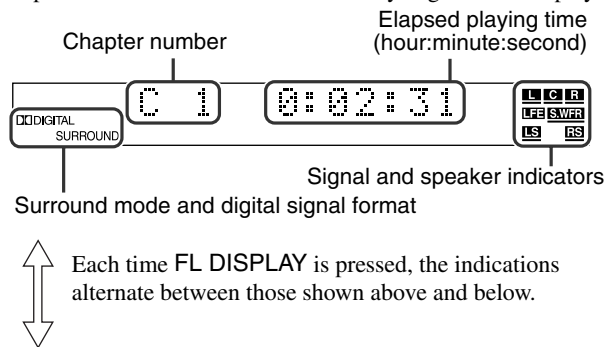 Elapsed playing time
Chapter number
(hour:minute:second)
C 1 0:02:31
L C R
DIGITAL
LFE S.WFR
SURROUND
LS RS
Signal and speaker indicators
Surround mode and digital signal format
Each time FL DISPLAY is pressed, the indications
alternate between those shown above and below.